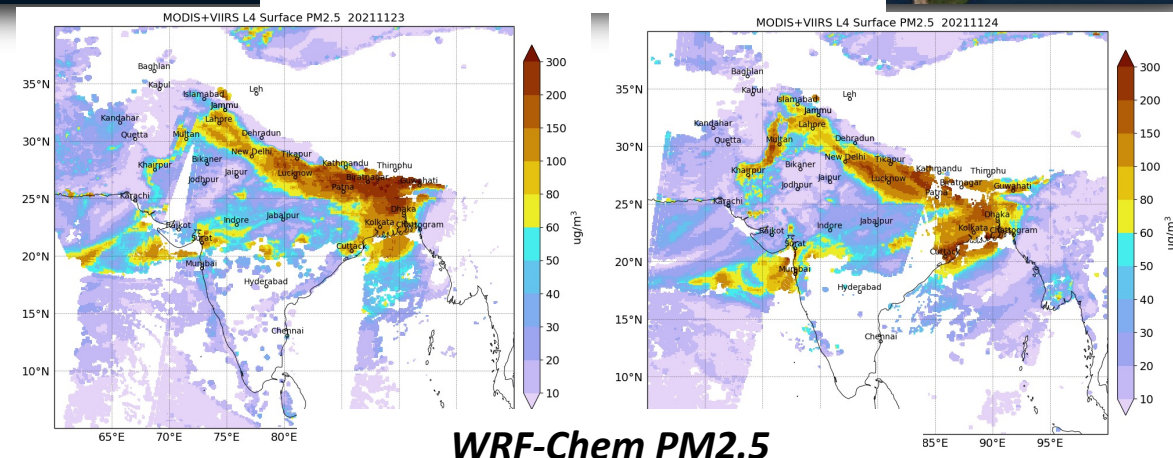 MODIS+VIIRS L4 Surface PM2.5 20211123
Baghlan
Kabul
Islamabad
Leh
Jammu
Kandahar
Lahore
Quetta
Multan
Dehradun
New Delhi
Tikapur
Khairpur
Bikaner
Kathmandu
Thimphu
Jodhpur
Jaipur
Lucknow
Biratnagar
Guwahati
Patna
Karachi
Dhaka
Rajkot
Indore
Jabalpur
Kolkata
Chattogram
Surat
Cuttack
Mumbai
Hyderabad
Chennai
35°N
30°N
25°N
20°N
15°N
10°N
65°E 70°E 75°E 80°E
300
200
150
100
80
60
50
40
30
20
10
ug/m³
MODIS+VIIRS L4 Surface PM2.5 20211124
Baghlan
Kabul
Islamabad
Leh
Jammu
Kandahar
Lahore
Quetta
Multan
Dehradun
New Delhi
Tikapur
Khairpur
Bikaner
Kathmandu
Thimphu
Jodhpur
Jaipur
Lucknow
Biratnagar
Guwahati
Patna
Karachi
Dhaka
Rajkot
Indore
Jabalpur
Kolkata
Chattogram
Surat
Cuttack
Mumbai
Hyderabad
Chennai
35°N
30°N
25°N
20°N
15°N
10°N
85°E 90°E 95°E
300
200
150
100
80
60
50
40
30
20
10
ug/m³
WRF-Chem PM2.5